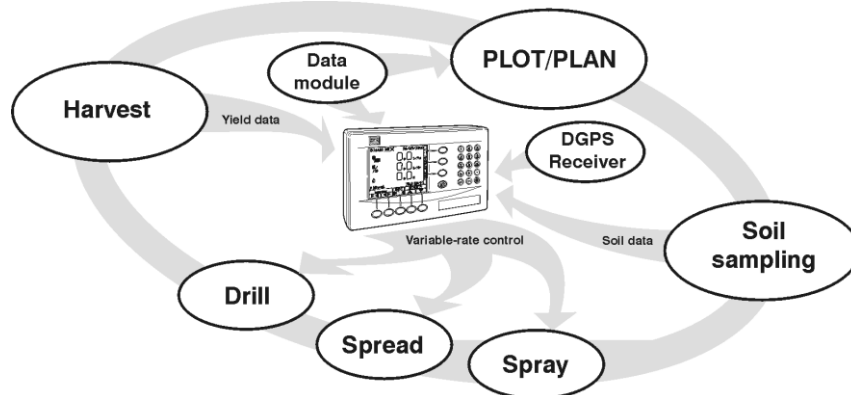 Data
module
PLOT/PLAN
Harvest
Yield data
DGPS
Receiver
Variable-rate control
Soil data
Soil
sampling
Drill
Spread
Spray